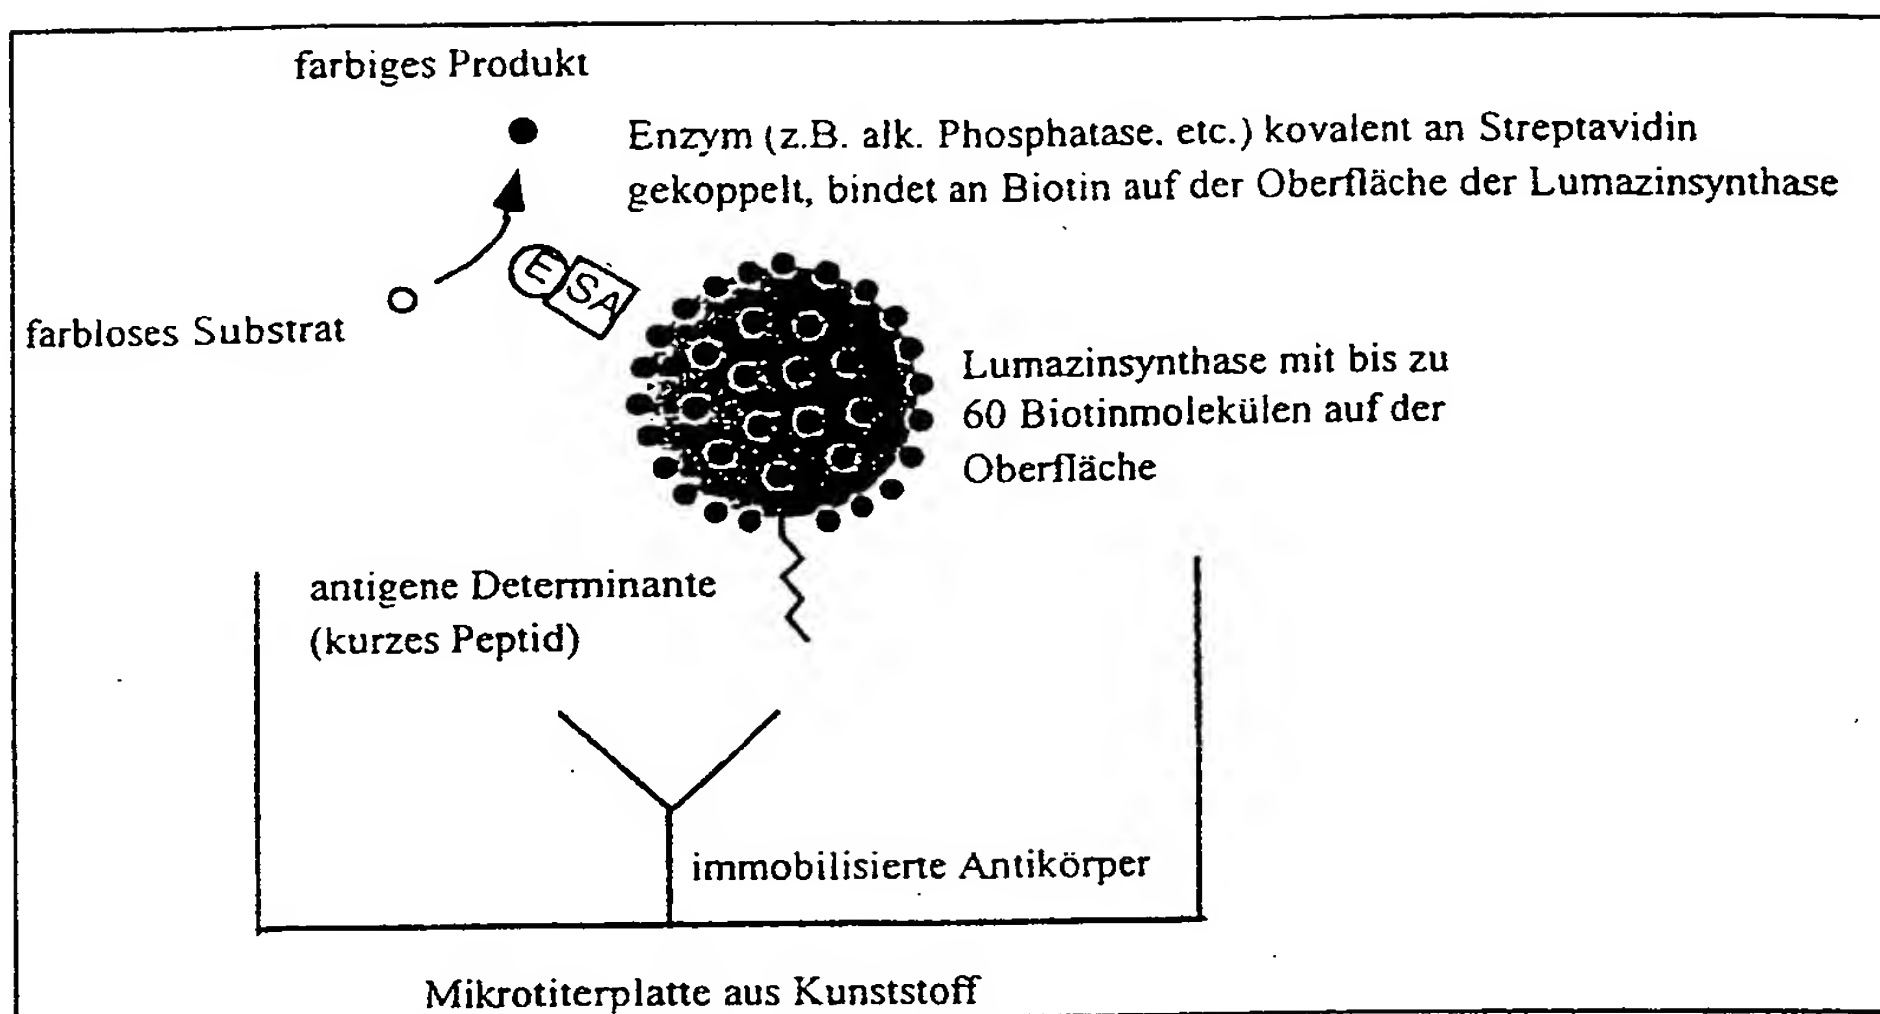 farbiges Produkt
Enzym (z.B. alk. Phosphatase. etc.) kovalent an Streptavidin
gekoppelt, bindet an Biotin auf der Oberfläche der Lumazinsynthase
E
SA
farbloses Substrat
Lumazinsynthase mit bis zu
60 Biotinmolekülen auf der
Oberfläche
antigene Determinante
(kurzes Peptid)
immobilisierte Antikörper
Mikrotiterplatte aus Kunststoff